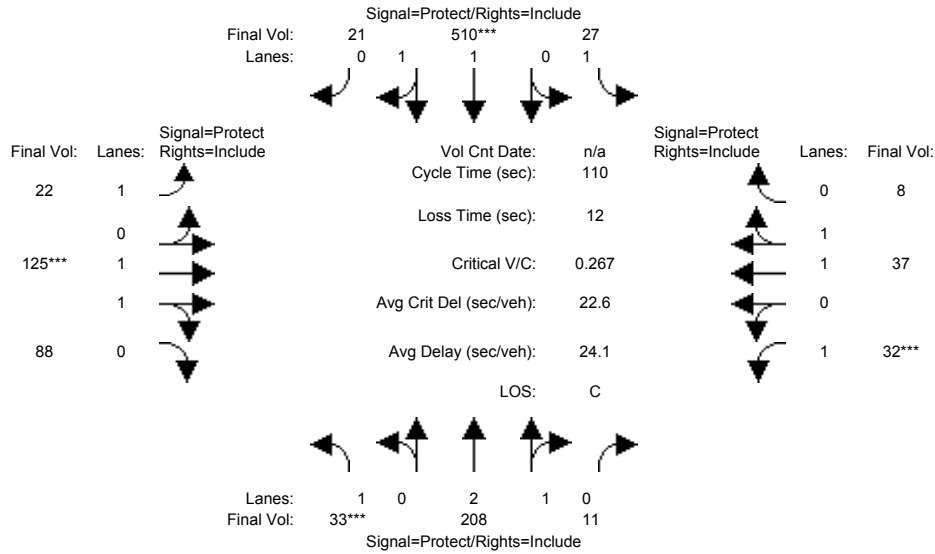 Signal=Protect/Rights=Include
Final Vol: 21 510*** 27
Lanes: 0 1 1 0 1
Signal=Protect
Final Vol: Lanes: Rights=Include
Vol Cnt Date: n/a
Signal=Protect
Rights=Include Lanes: Final Vol:
Cycle Time (sec): 110
22 1
0 8
Loss Time (sec): 12
0
1
125*** 1
Critical V/C: 0.267
1 37
1
Avg Crit Del (sec/veh): 22.6
0
88 0
Avg Delay (sec/veh): 24.1
1 32***
LOS: C
Lanes: 1 0 2 1 0
Final Vol: 33*** 208 11
Signal=Protect/Rights=Include